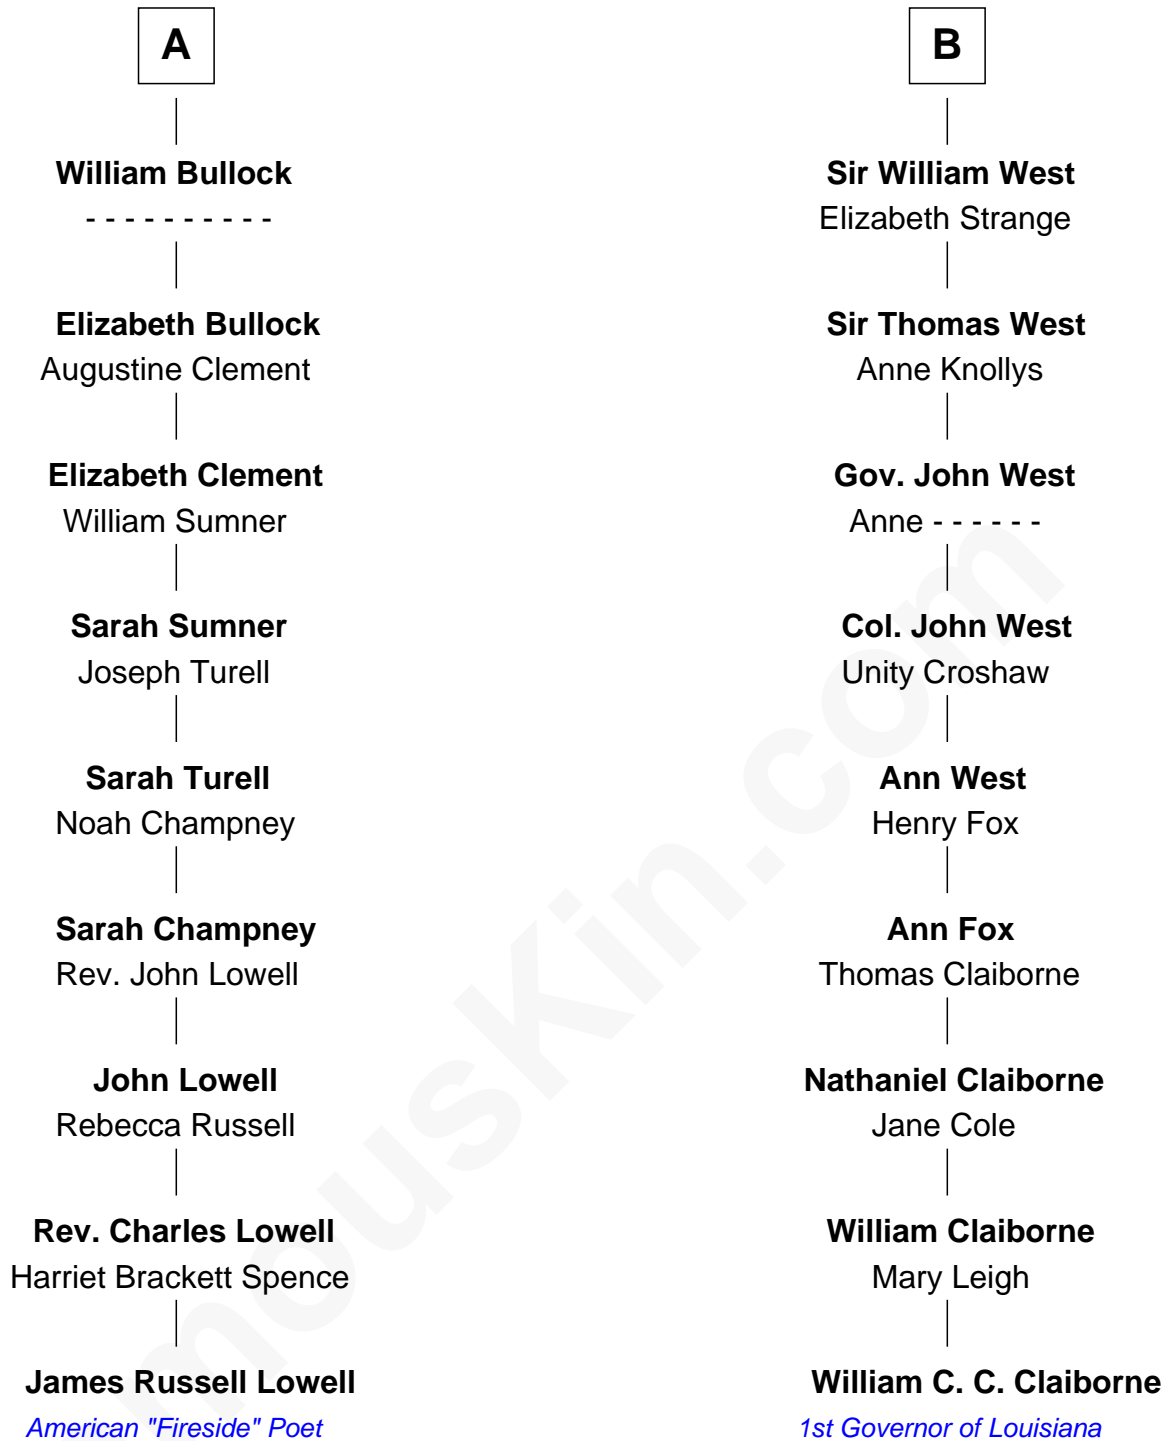 A
William Bullock
- - - - - - - - - -
Elizabeth Bullock
Augustine Clement
Elizabeth Clement
William Sumner
Sarah Sumner
Joseph Turell
Sarah Turell
Noah Champney
Sarah Champney
Rev. John Lowell
John Lowell
Rebecca Russell
Rev. Charles Lowell
Harriet Brackett Spence
James Russell Lowell
American "Fireside" Poet
B
Sir William West
Elizabeth Strange
Sir Thomas West
Anne Knollys
Gov. John West
Anne - - - - - -
Col. John West
Unity Croshaw
Ann West
Henry Fox
Ann Fox
Thomas Claiborne
Nathaniel Claiborne
Jane Cole
William Claiborne
Mary Leigh
William C. C. Claiborne
1st Governor of Louisiana
mousKin.com